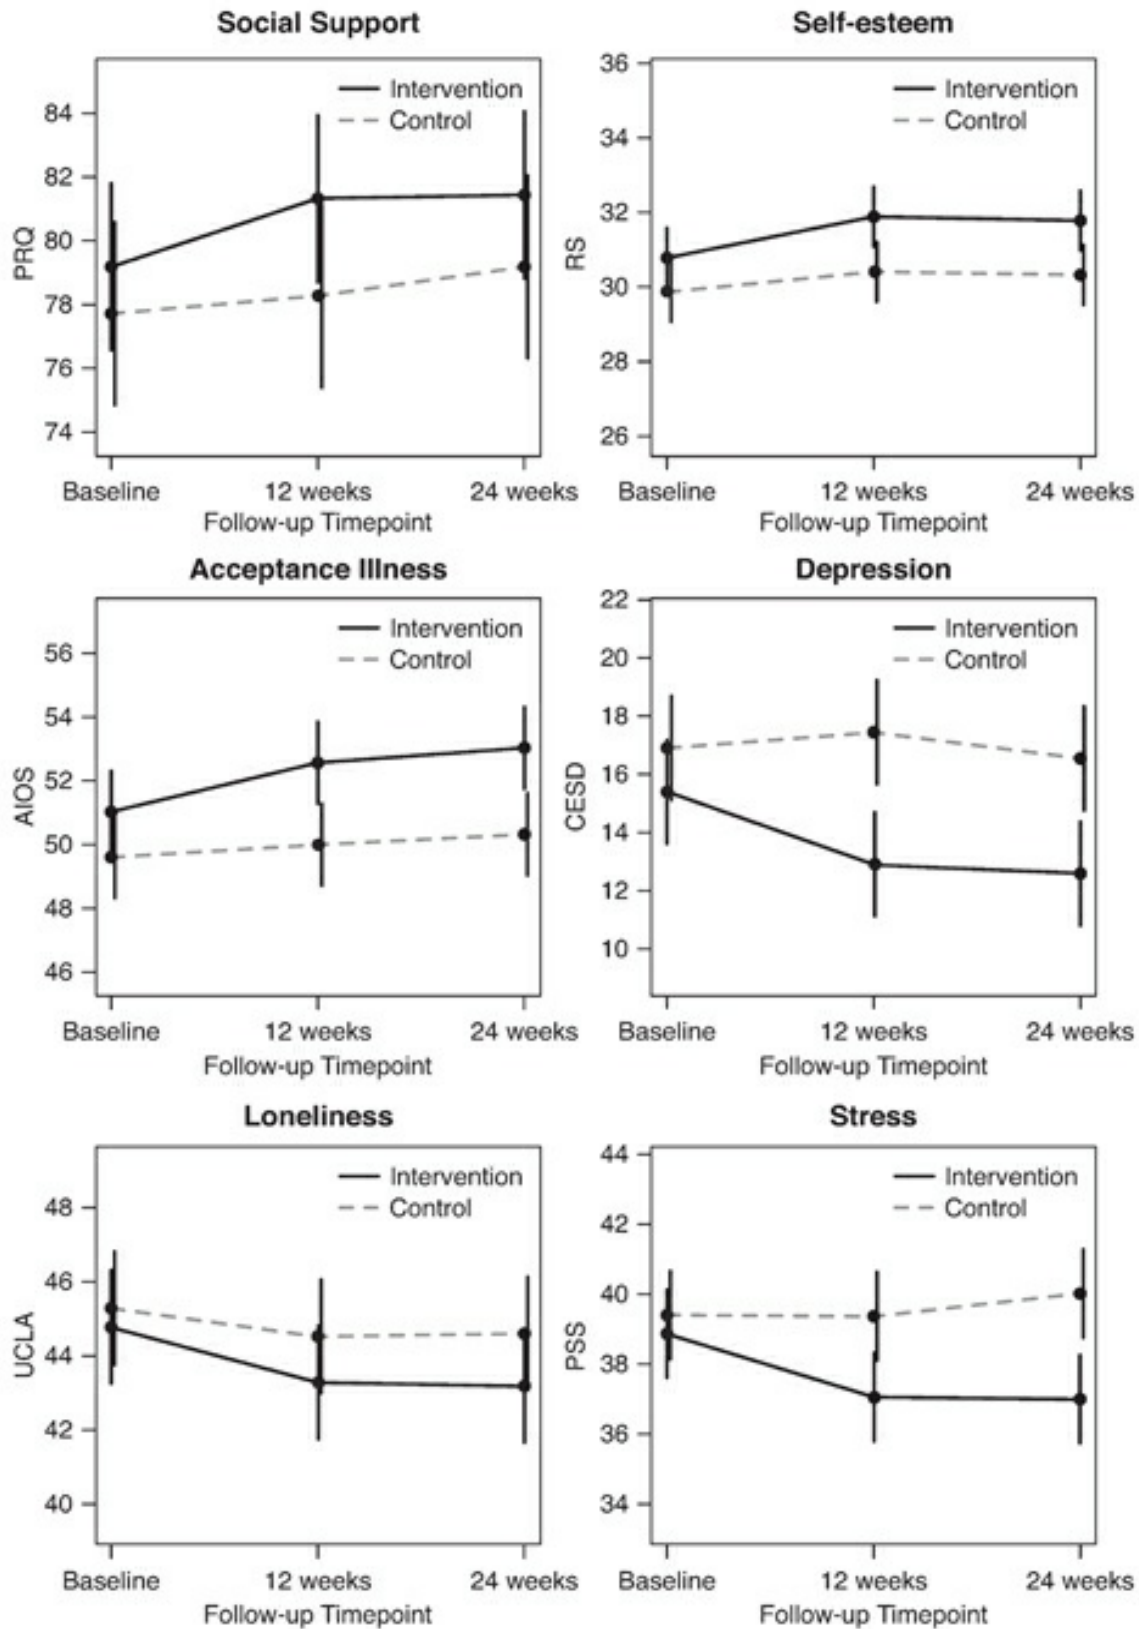 Social Support
PRQ
84
82
80
78
76
74
Intervention
Control
Baseline 12 weeks 24 weeks
Follow-up Timepoint
Self-esteem
RS
36
34
32
30
28
26
Intervention
Control
Baseline 12 weeks 24 weeks
Follow-up Timepoint
Acceptance Illness
AIOS
56
54
52
50
48
46
Intervention
Control
Baseline 12 weeks 24 weeks
Follow-up Timepoint
Depression
CESD
22
20
18
16
14
12
10
Intervention
Control
Baseline 12 weeks 24 weeks
Follow-up Timepoint
Loneliness
UCLA
48
46
44
42
40
Intervention
Control
Baseline 12 weeks 24 weeks
Follow-up Timepoint
Stress
PSS
44
42
40
38
36
34
Intervention
Control
Baseline 12 weeks 24 weeks
Follow-up Timepoint